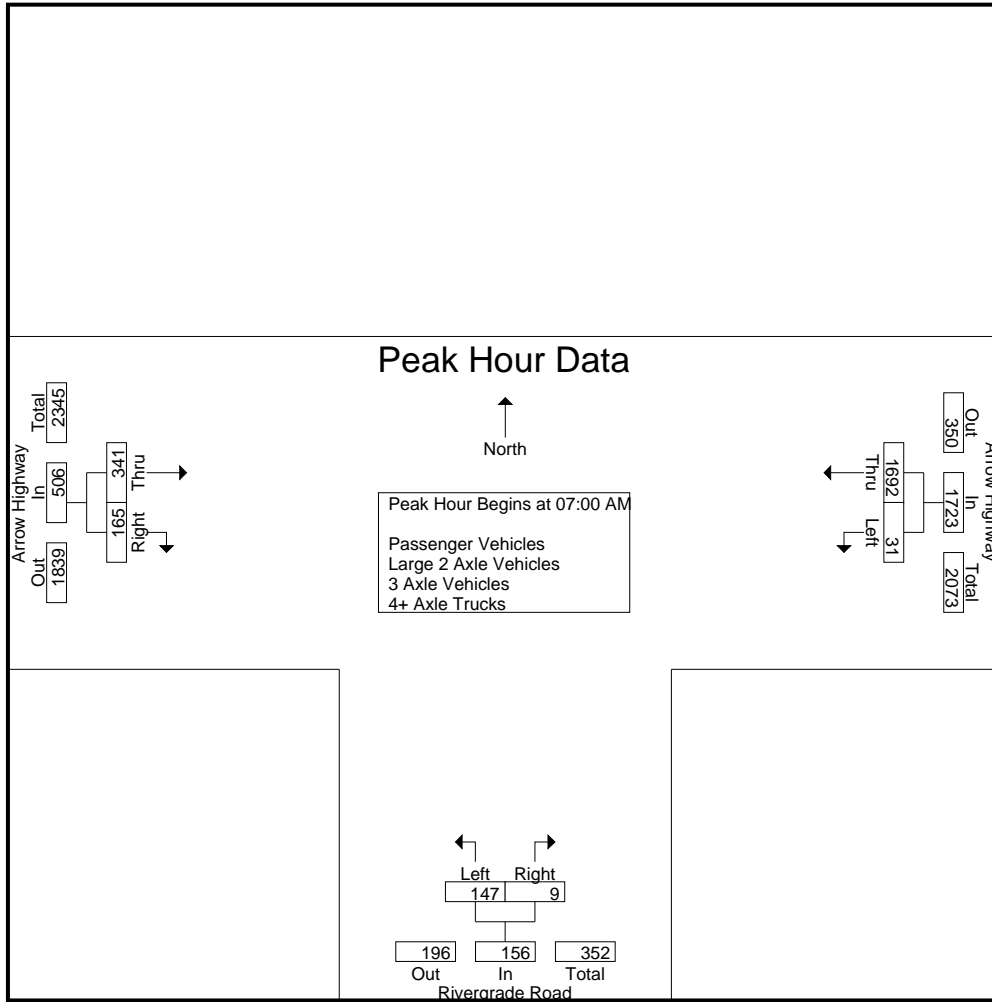 Peak Hour Data
North
Peak Hour Begins at 07:00 AM
Passenger Vehicles
Large 2 Axle Vehicles
3 Axle Vehicles
4+ Axle Trucks
Arrow Highway
Total
2345
In
506
Out
1839
341
Thru
165
Right
1692
Thru
31
Left
Out
350
In
1723
Total
2073
Arrow Highway
Left Right
147 9
196 156 352
Out In Total
Rivergrade Road